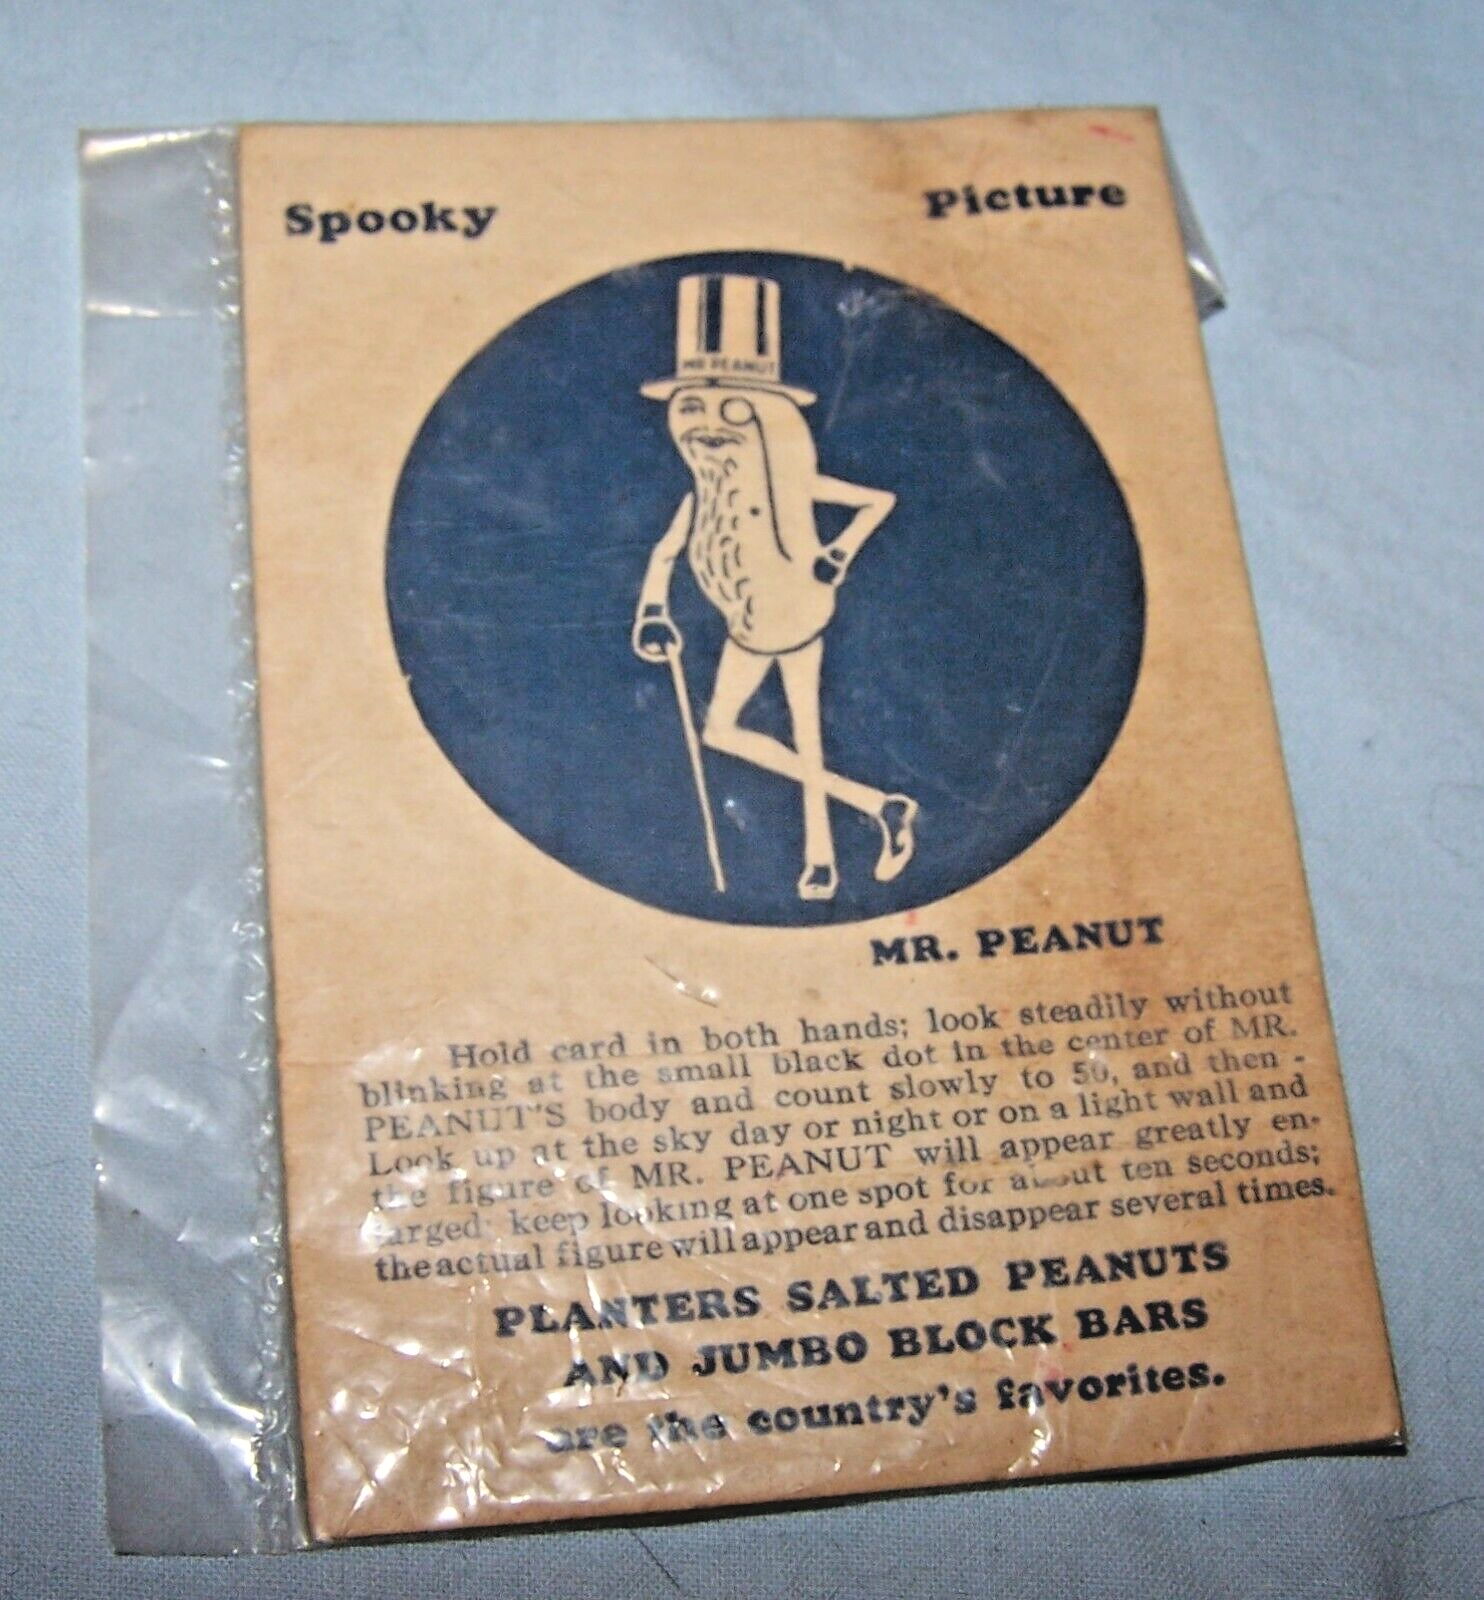 Spooky Picture
MR PEANUT
MR. PEANUT
Hold card in both hands; look steadily without
blinking at the small black dot in the center of MR.
PEANUT'S body and count slowly to 50, and then -
Look up at the sky day or night or on a light wall and
the figure of MR. PEANUT will appear greatly en-
larged; keep looking at one spot for about ten seconds;
the actual figure will appear and disappear several times.
PLANTERS SALTED PEANUTS
AND JUMBO BLOCK BARS
are the country's favorites.